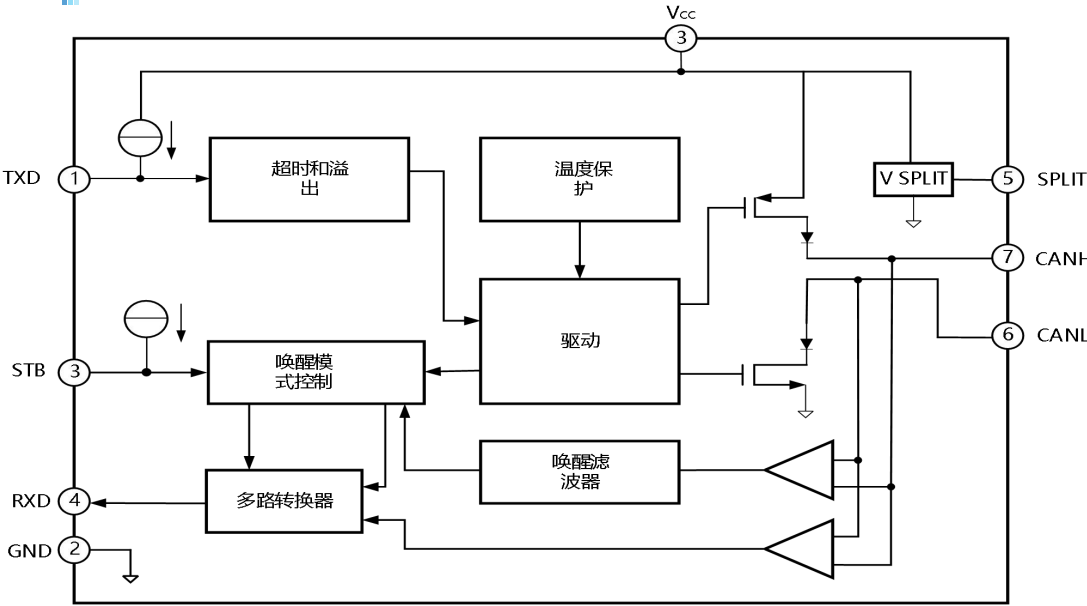 VCC
3
TXD
1
超时和溢
出
温度保
护
V SPLIT
5
SPLIT
7
CANH
驱动
6
CANL
STB
3
唤醒模
式控制
唤醒滤
波器
RXD
4
多路转换器
GND
2